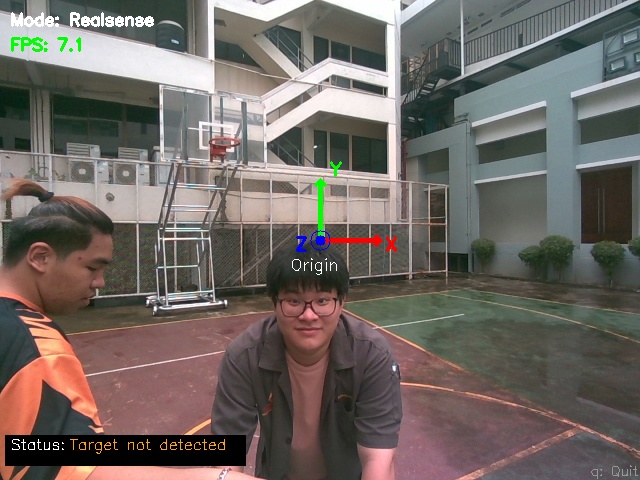 Mode: Realsense
FPS: 7.1
Y
Z
X
Origin
Status: Target not detected
q: Quit